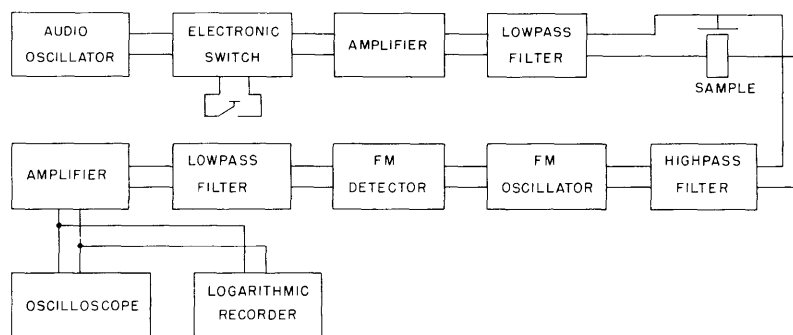 AUDIO
OSCILLATOR
ELECTRONIC
SWITCH
AMPLIFIER
LOWPASS
FILTER
SAMPLE
AMPLIFIER
LOWPASS
FILTER
FM
DETECTOR
FM
OSCILLATOR
HIGHPASS
FILTER
OSCILLOSCOPE
LOGARITHMIC
RECORDER